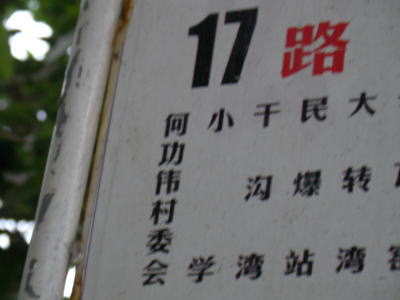 17路
何功伟村委会
小学
干沟湾
民爆站
大转湾